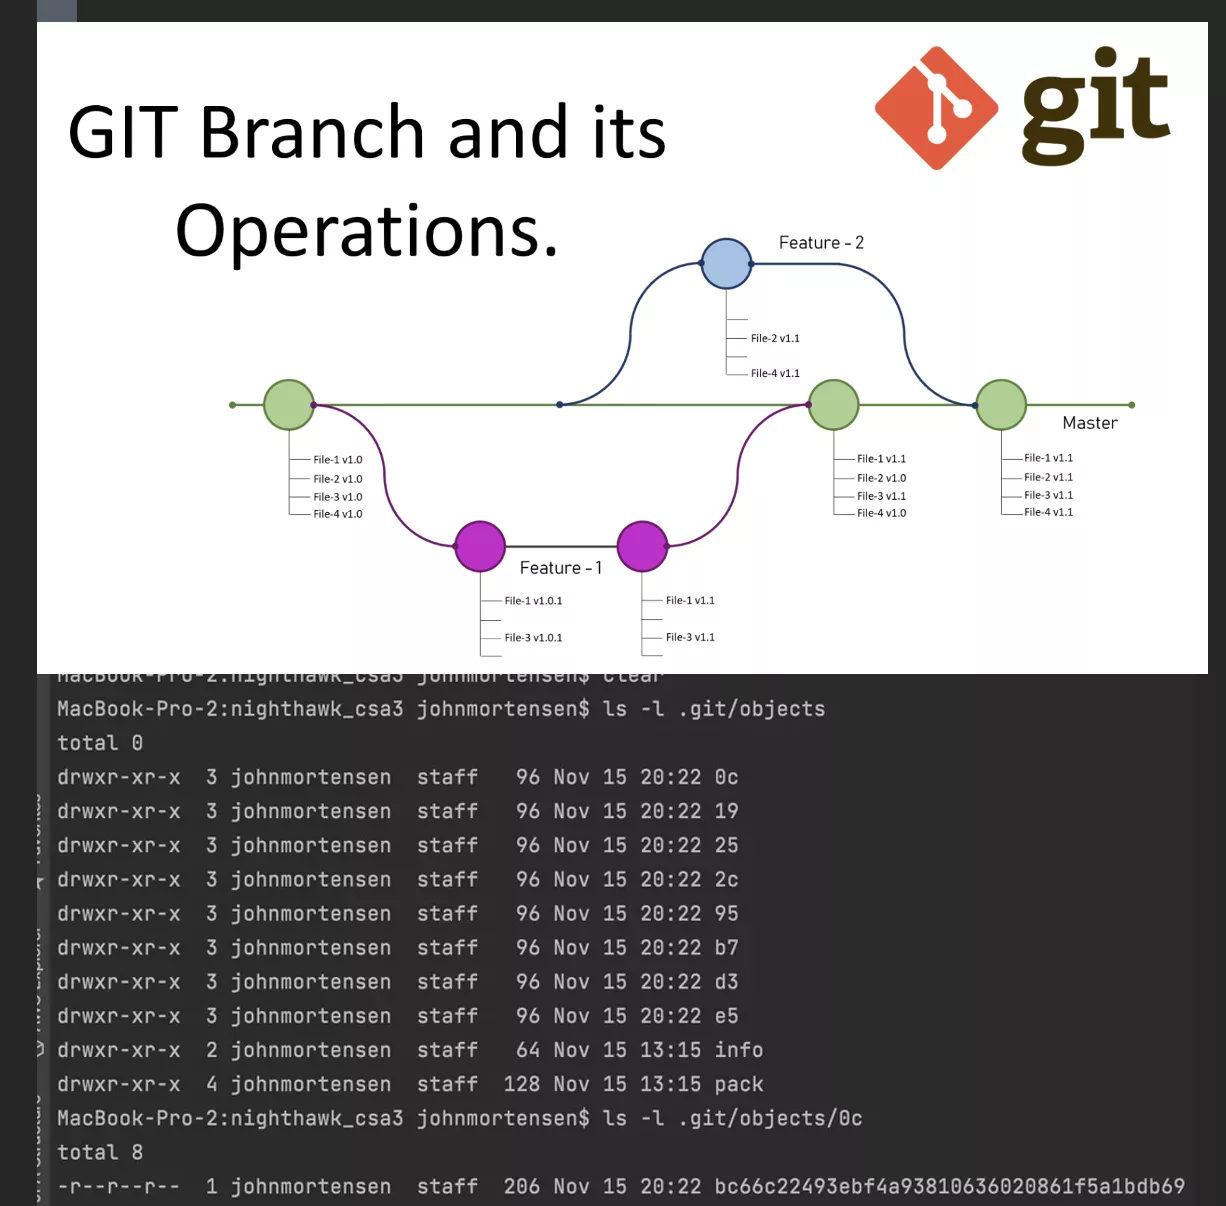 GIT Branch and its
Operations.
git
Feature - 2
File-2 v1.1
File-4 v1.1
Master
File-1 v1.0
File-2 v1.0
File-3 v1.0
File-4 v1.0
File-1 v1.1
File-2 v1.0
File-3 v1.1
File-4 v1.0
File-1 v1.1
File-2 v1.1
File-3 v1.1
File-4 v1.1
Feature - 1
File-1 v1.0.1
File-3 v1.0.1
File-1 v1.1
File-3 v1.1
MacBook-Pro-2:nighthawk_csa3 johnmortensen$ clear
MacBook-Pro-2:nighthawk_csa3 johnmortensen$ ls -l .git/objects
total 0
drwxr-xr-x  3 johnmortensen  staff   96 Nov 15 20:22 0c
drwxr-xr-x  3 johnmortensen  staff   96 Nov 15 20:22 19
drwxr-xr-x  3 johnmortensen  staff   96 Nov 15 20:22 25
drwxr-xr-x  3 johnmortensen  staff   96 Nov 15 20:22 2c
drwxr-xr-x  3 johnmortensen  staff   96 Nov 15 20:22 95
drwxr-xr-x  3 johnmortensen  staff   96 Nov 15 20:22 b7
drwxr-xr-x  3 johnmortensen  staff   96 Nov 15 20:22 d3
drwxr-xr-x  3 johnmortensen  staff   96 Nov 15 20:22 e5
drwxr-xr-x  2 johnmortensen  staff   64 Nov 15 13:15 info
drwxr-xr-x  4 johnmortensen  staff  128 Nov 15 13:15 pack
MacBook-Pro-2:nighthawk_csa3 johnmortensen$ ls -l .git/objects/0c
total 8
-r--r--r--  1 johnmortensen  staff  206 Nov 15 20:22 bc66c22493ebf4a93810636020861f5a1bdb69